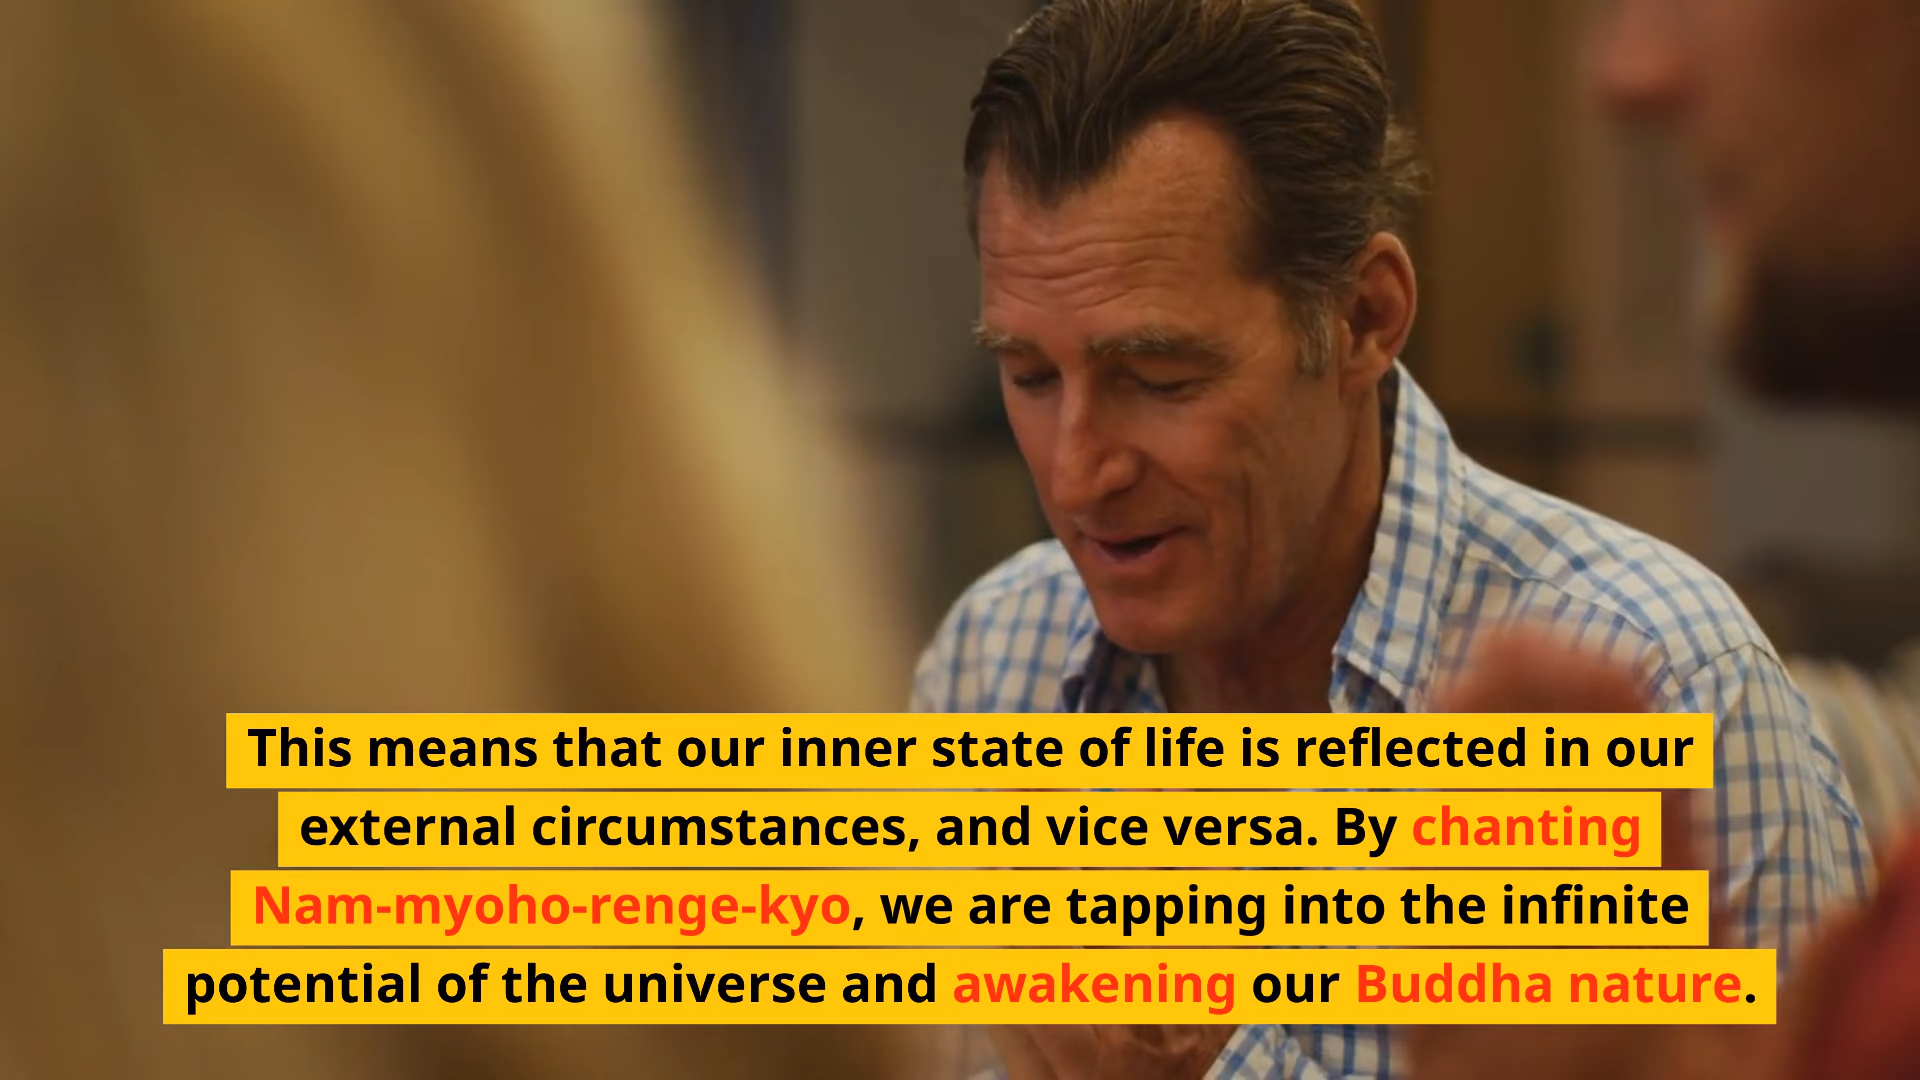 This means that our inner state of life is reflected in our
external circumstances, and vice versa. By chanting
Nam-myoho-renge-kyo, we are tapping into the infinite
potential of the universe and awakening our Buddha nature.